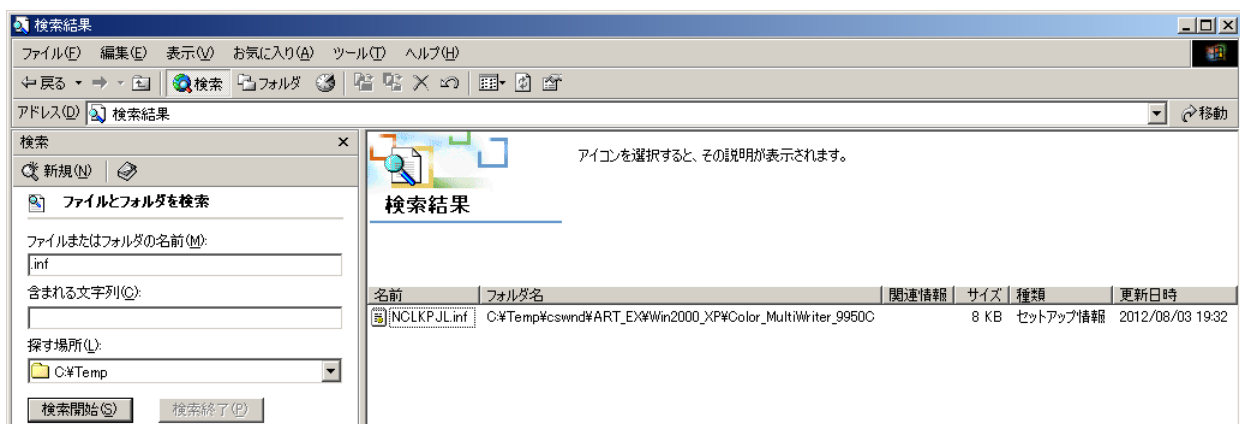 検索結果
ファイル(F) 編集(E) 表示(V) お気に入り(A) ツール(T) ヘルプ(H)
戻る 検索 フォルダ
アドレス(D) 検索結果 移動
検索
新規(N)
ファイルとフォルダを検索
ファイルまたはフォルダの名前(M):
.inf
含まれる文字列(C):
探す場所(L):
C:¥Temp
検索開始(S) 検索終了(P)
アイコンを選択すると、その説明が表示されます。
検索結果
名前 フォルダ名 関連情報 サイズ 種類 更新日時
NCLKPJL.inf C:¥Temp¥cswnd¥ART_EX¥Win2000_XP¥Color_MultiWriter_9950C 8 KB セットアップ情報 2012/08/03 19:32